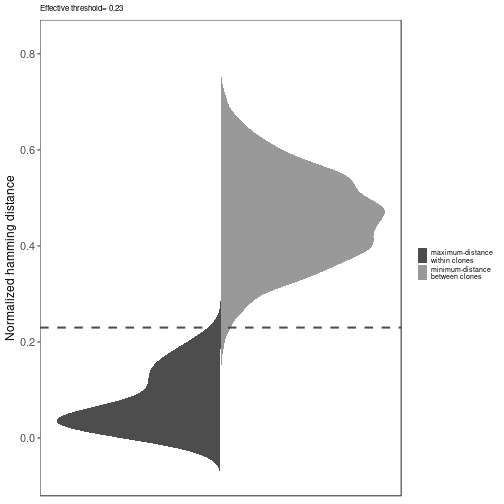 Effective threshold= 0.23
0.8
0.6
0.4
0.2
0.0
Normalized hamming distance
maximum-distance
within clones
minimum-distance
between clones